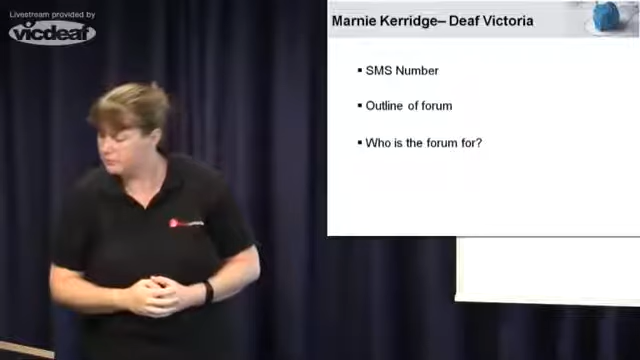 Livestream provided by
vicdeaf
Marnie Kerridge– Deaf Victoria
▪ SMS Number
▪ Outline of forum
▪ Who is the forum for?